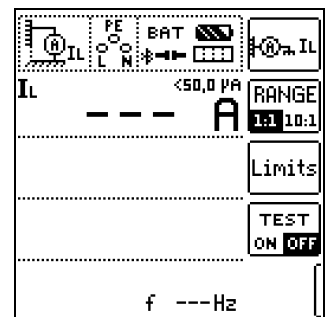 A IL
PE
L N
BAT
A IL
IL
<50,0 µA
--- A
RANGE
1:1 10:1
Limits
TEST
ON OFF
f ---Hz